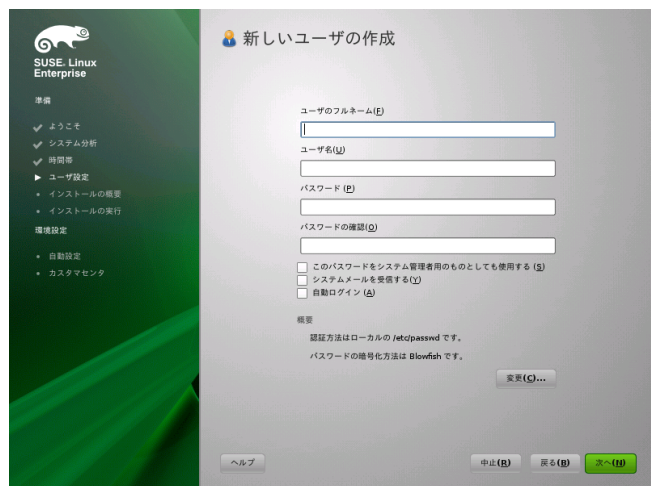 SUSE. Linux
Enterprise
準備
ようこそ
システム分析
時間帯
ユーザ設定
インストールの概要
インストールの実行
環境設定
自動設定
カスタマセンタ
新しいユーザの作成
ユーザのフルネーム(F)
ユーザ名(U)
パスワード (P)
パスワードの確認(O)
このパスワードをシステム管理者用のものとしても使用する (S)
システムメールを受信する(Y)
自動ログイン (A)
概要
認証方法はローカルの /etc/passwd です。
パスワードの暗号化方法は Blowfish です。
変更(C)...
ヘルプ
中止(R)
戻る(B)
次へ(N)